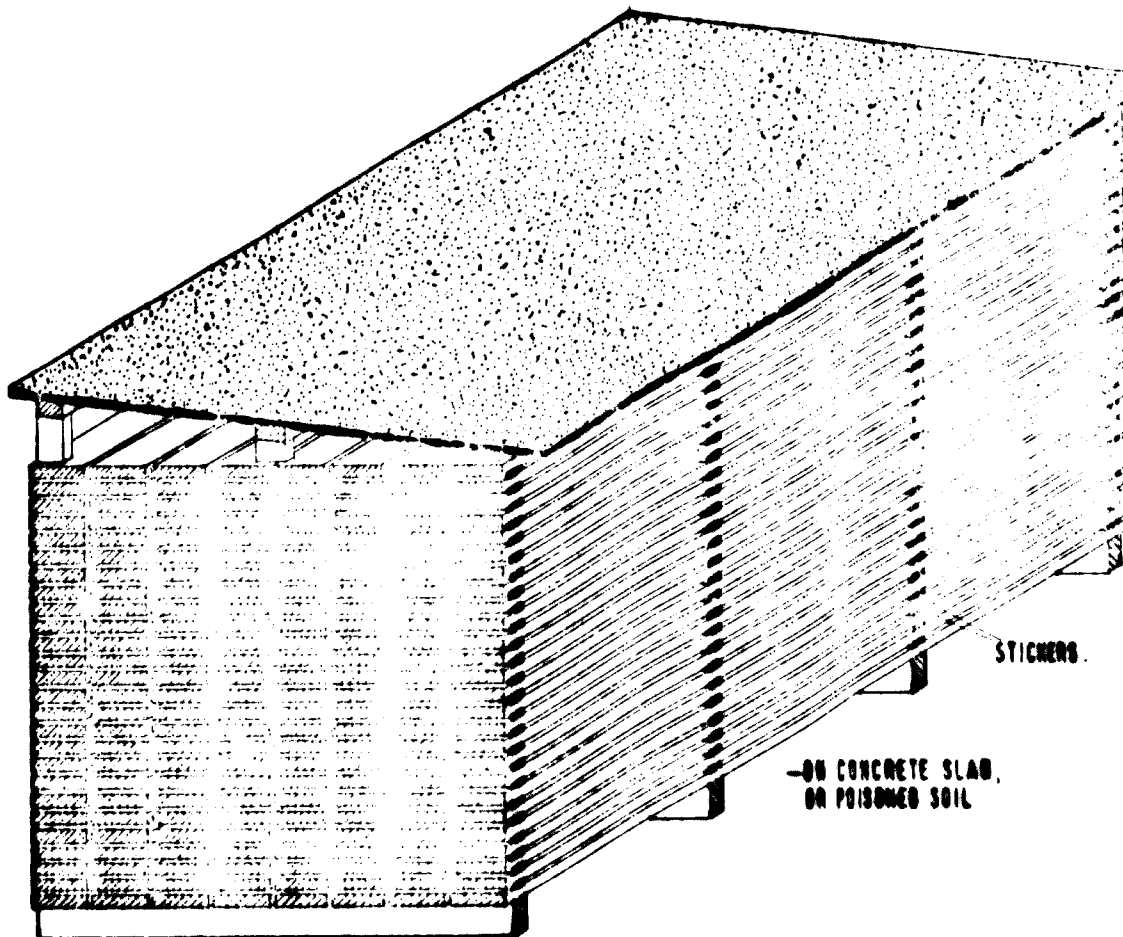 STICKERS.
—ON CONCRETE SLAB,
OR POISONED SOIL